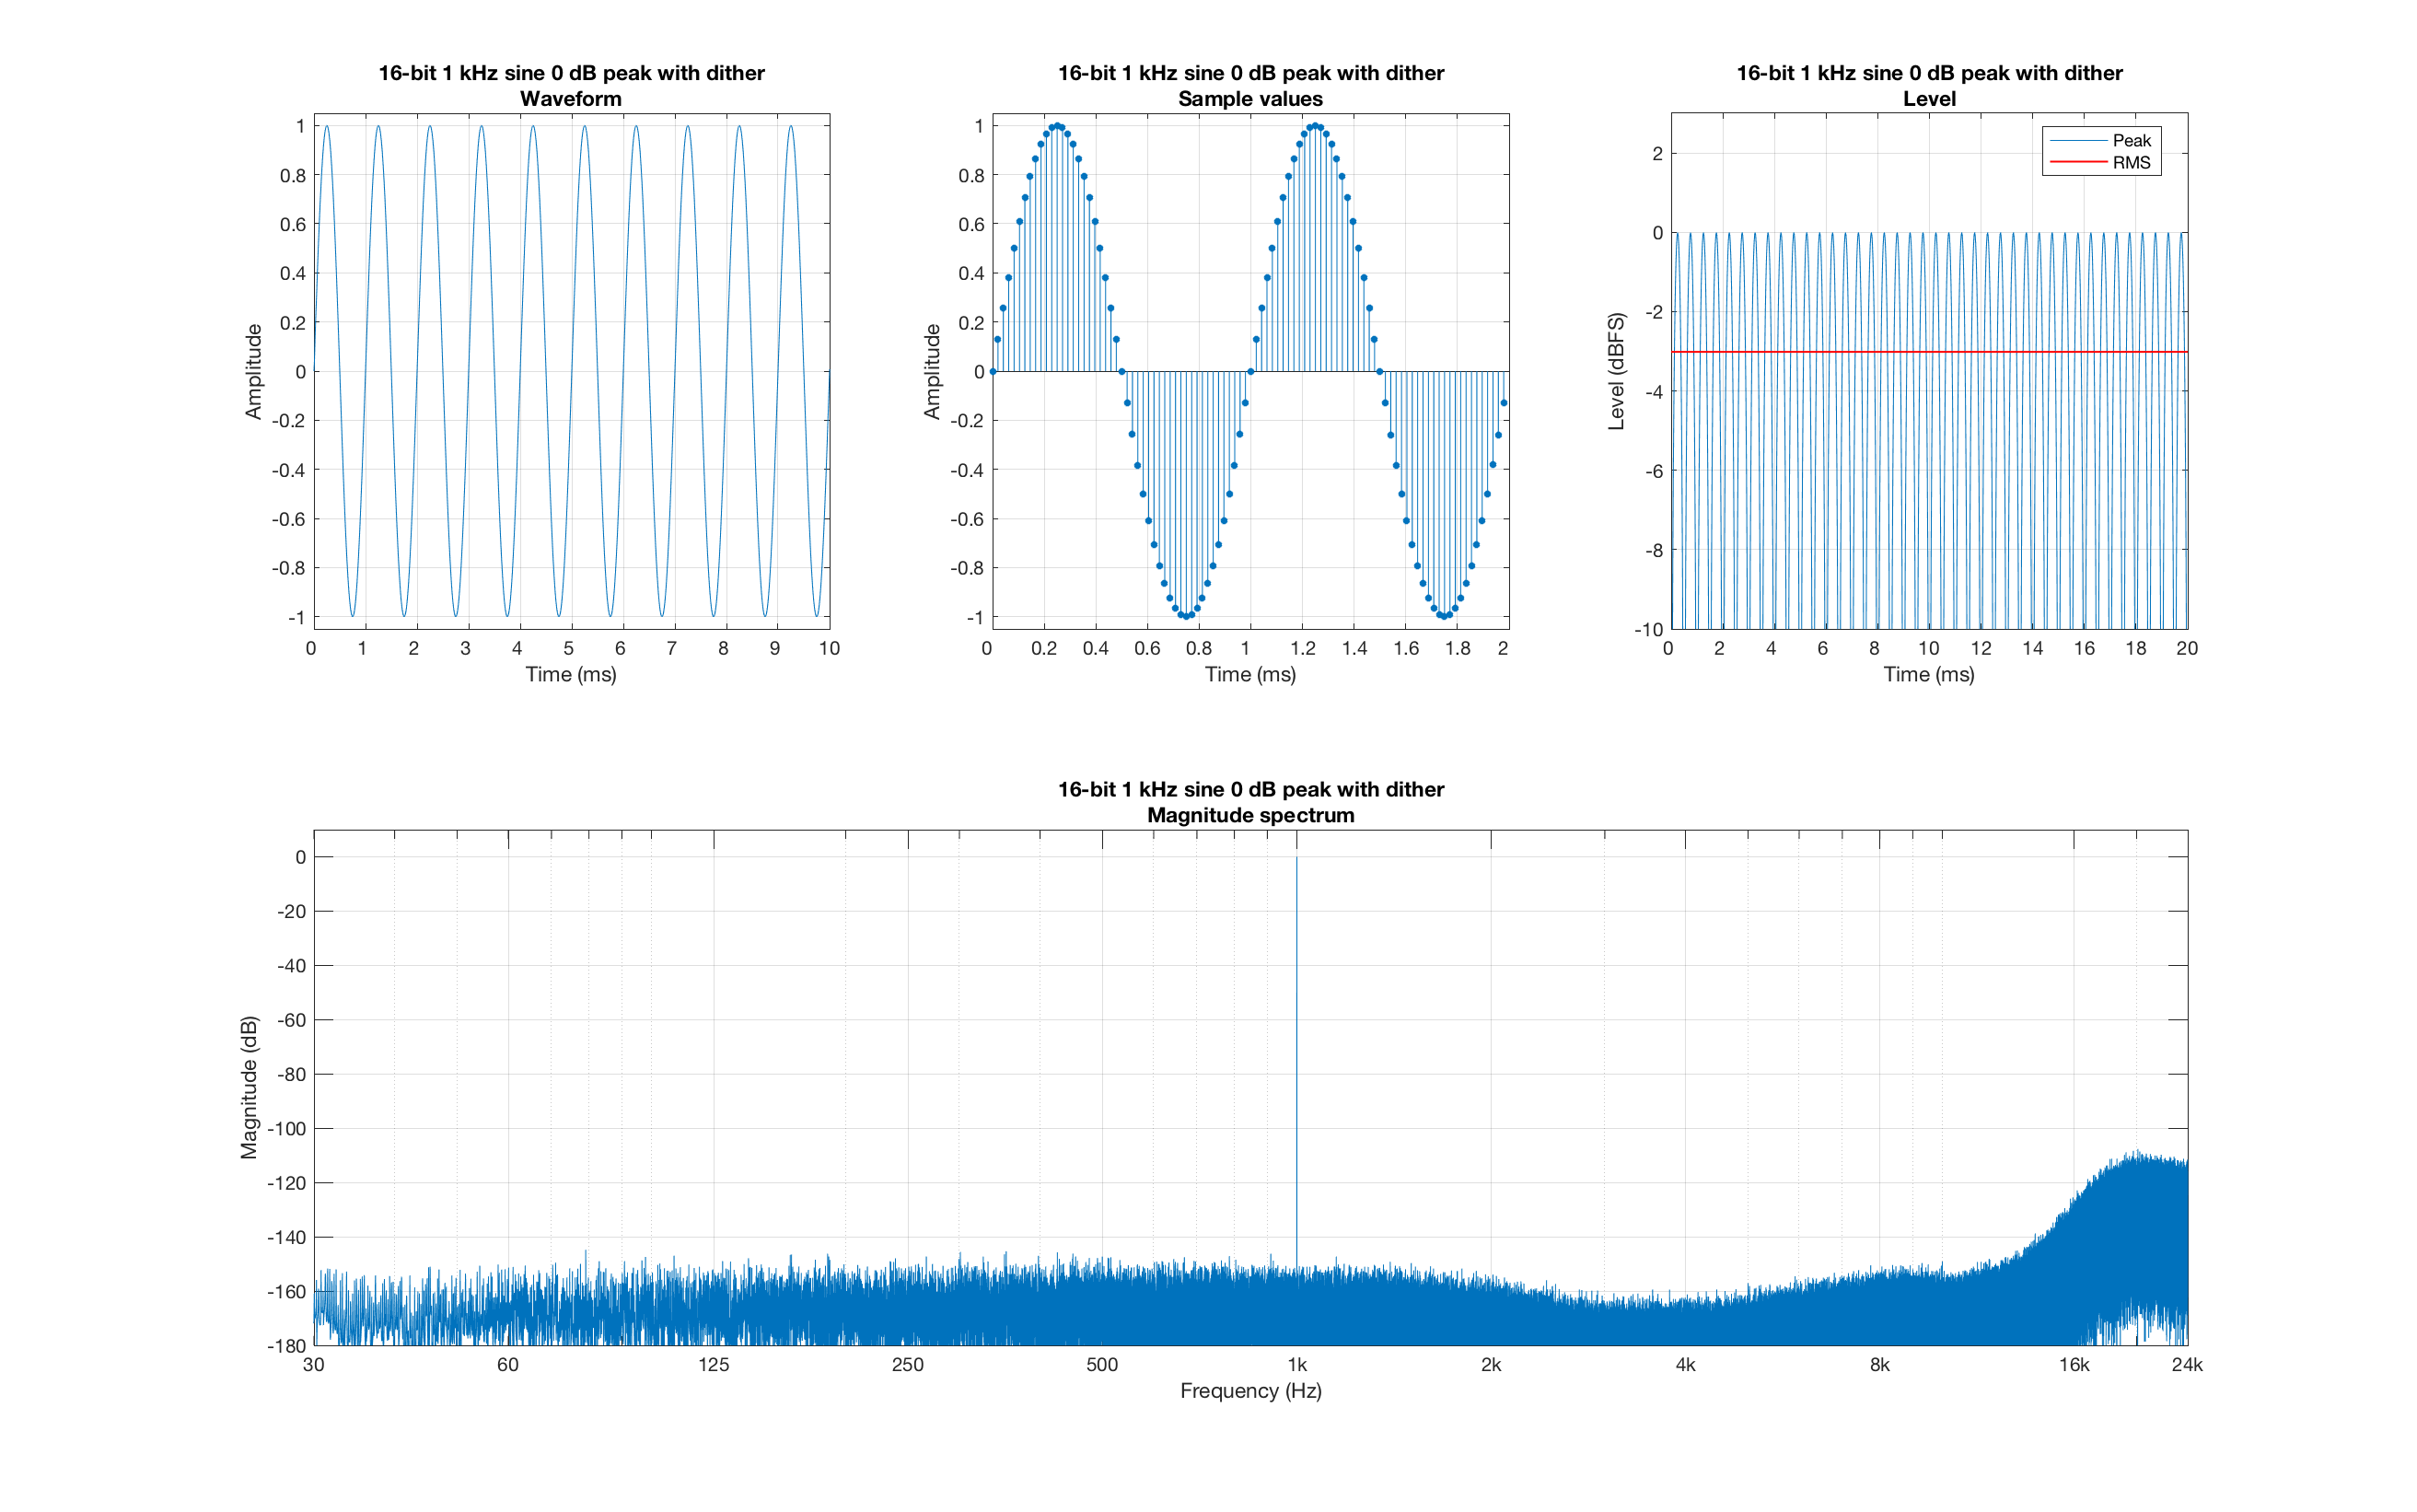 16-bit 1 kHz sine 0 dB peak with dither
Waveform
1
0.8
0.6
0.4
0.2
0
-0.2
-0.4
-0.6
-0.8
-1
Amplitude
0 1 2 3 4 5 6 7 8 9 10
Time (ms)
16-bit 1 kHz sine 0 dB peak with dither
Sample values
1
0.8
0.6
0.4
0.2
0
-0.2
-0.4
-0.6
-0.8
-1
Amplitude
0 0.2 0.4 0.6 0.8 1 1.2 1.4 1.6 1.8 2
Time (ms)
16-bit 1 kHz sine 0 dB peak with dither
Level
Peak
RMS
2
0
-2
-4
-6
-8
-10
Level (dBFS)
0 2 4 6 8 10 12 14 16 18 20
Time (ms)
16-bit 1 kHz sine 0 dB peak with dither
Magnitude spectrum
0
-20
-40
-60
-80
-100
-120
-140
-160
-180
Magnitude (dB)
30 60 125 250 500 1k 2k 4k 8k 16k 24k
Frequency (Hz)